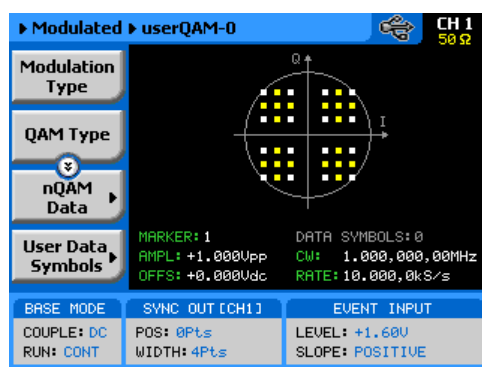 Modulated userQAM-0
CH 1
50 Ω
Modulation
Type
QAM Type
nQAM
Data
User Data
Symbols
Q
I
MARKER: 1
DATA SYMBOLS: 0
AMPL: +1.000Vpp
CW: 1.000,000,00MHz
OFFS: +0.000Vdc
RATE: 10.000,0kS/s
BASE MODE
COUPLE: DC
RUN: CONT
SYNC OUT [CH1]
POS: 0Pts
WIDTH: 4Pts
EVENT INPUT
LEVEL: +1.60V
SLOPE: POSITIVE